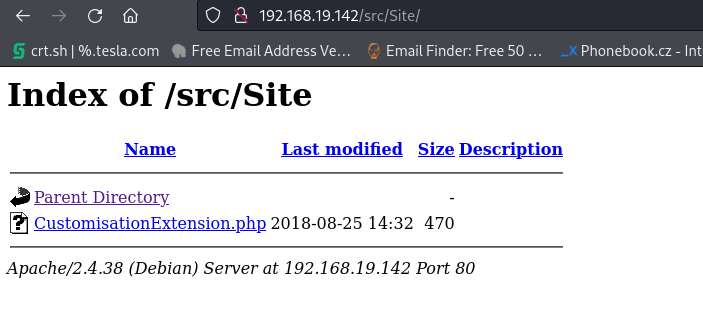 192.168.19.142/src/Site/
crt.sh | %.tesla.com Free Email Address Ve... Email Finder: Free 50 ... Phonebook.cz - Int
Index of /src/Site
Name Last modified Size Description
Parent Directory -
CustomisationExtension.php 2018-08-25 14:32 470
Apache/2.4.38 (Debian) Server at 192.168.19.142 Port 80